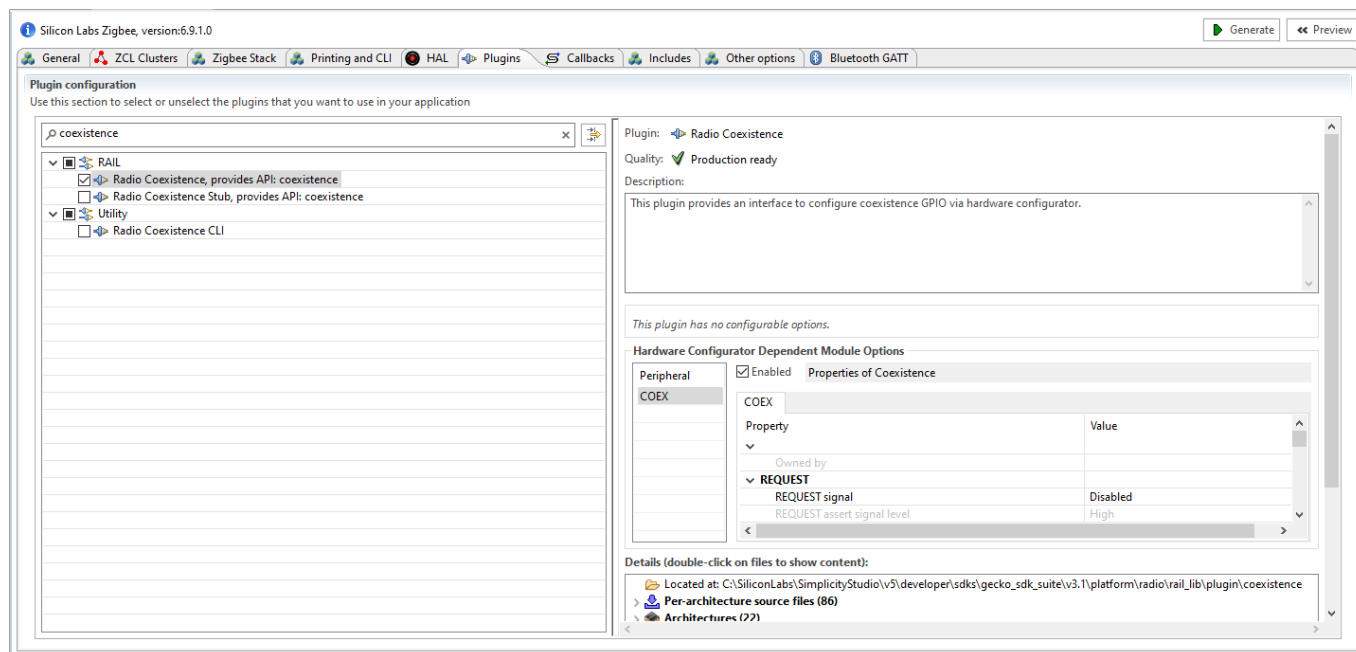 Silicon Labs Zigbee, version:6.9.1.0
Generate
Preview
General
ZCL Clusters
Zigbee Stack
Printing and CLI
HAL
Plugins
Callbacks
Includes
Other options
Bluetooth GATT
Plugin configuration
Use this section to select or unselect the plugins that you want to use in your application
coexistence
RAIL
Radio Coexistence, provides API: coexistence
Radio Coexistence Stub, provides API: coexistence
Utility
Radio Coexistence CLI
Plugin: Radio Coexistence
Quality: Production ready
Description:
This plugin provides an interface to configure coexistence GPIO via hardware configurator.
This plugin has no configurable options.
Hardware Configurator Dependent Module Options
Peripheral
COEX
Enabled Properties of Coexistence
COEX
Property Value
Owned by
REQUEST
REQUEST signal Disabled
REQUEST assert signal level High
Details (double-click on files to show content):
Located at: C:\SiliconLabs\SimplicityStudio\v5\developer\sdks\gecko_sdk_suite\v3.1\platform\radio\rail_lib\plugin\coexistence
Per-architecture source files (86)
Architectures (22)